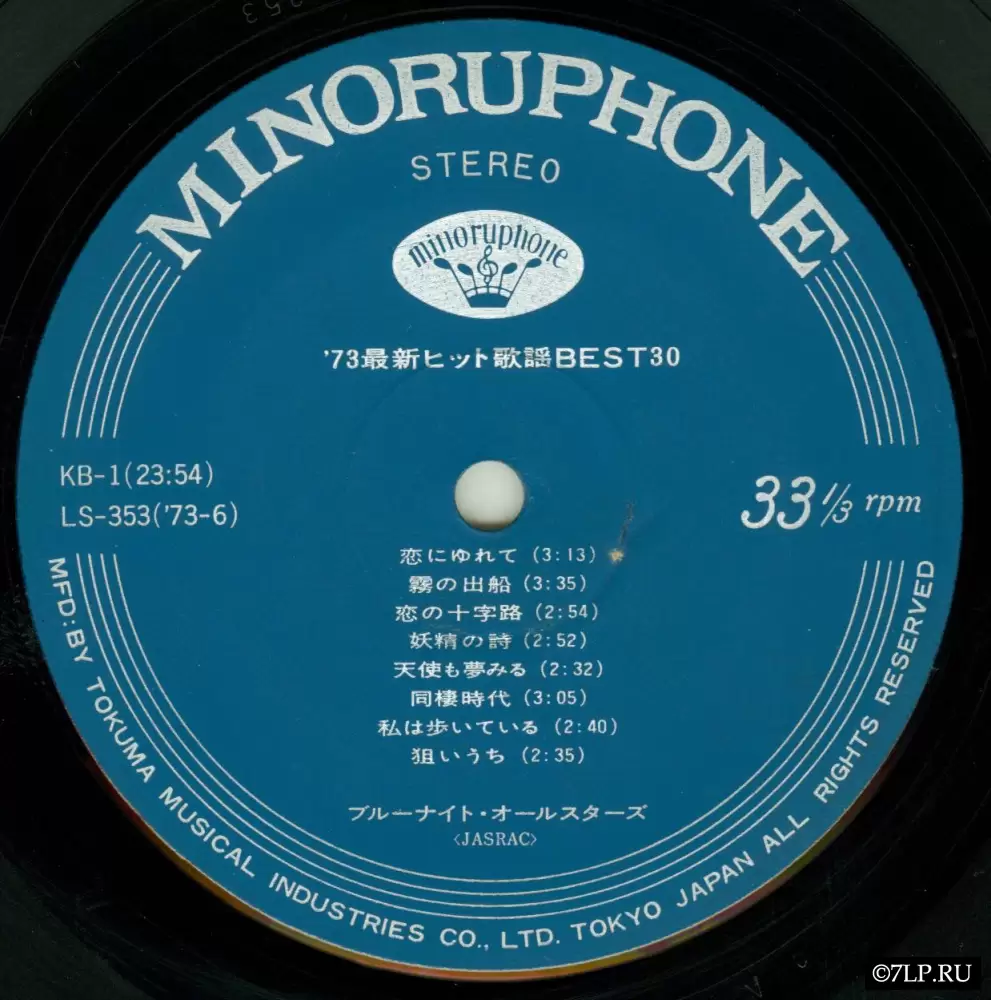 MINORUPHONE
STEREO
minoruphone
'73最新ヒット歌謡BEST30
KB-1(23:54)
LS-353('73-6)
33 1/3 rpm
恋にゆれて (3:13)
霧の出船 (3:35)
恋の十字路 (2:54)
妖精の詩 (2:52)
天使も夢みる (2:32)
同棲時代 (3:05)
私は歩いている (2:40)
狙いうち (2:35)
ブルーナイト・オールスターズ
〈JASRAC〉
MFD: BY TOKUMA MUSICAL INDUSTRIES CO., LTD. TOKYO JAPAN ALL RIGHTS RESERVED
©7LP.RU